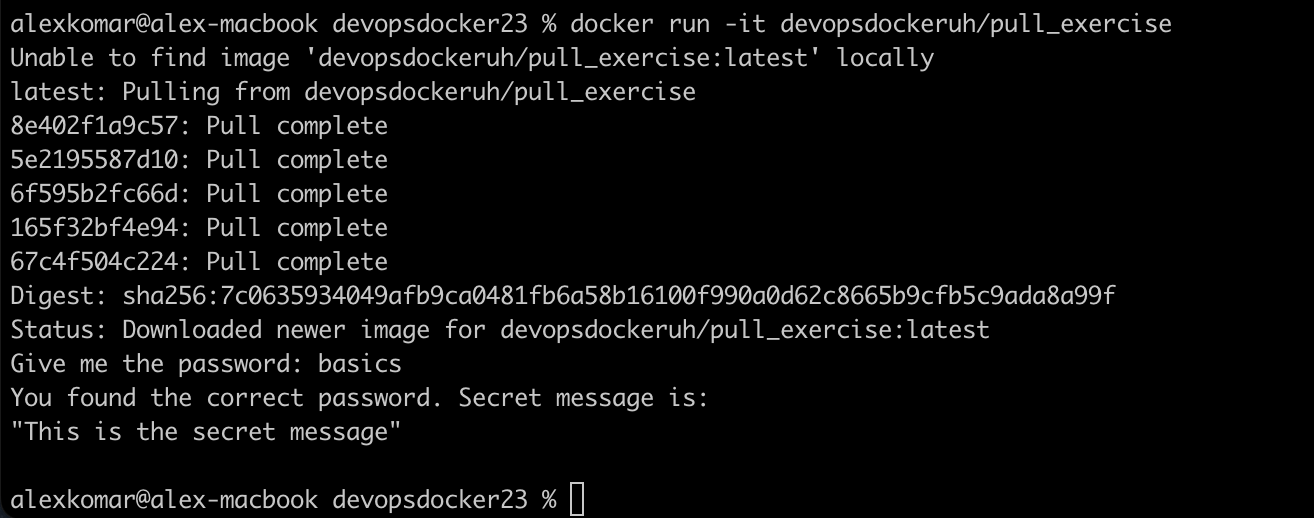 alexkomar@alex-macbook devopsdocker23 % docker run -it devopsdockeruh/pull_exercise
Unable to find image 'devopsdockeruh/pull_exercise:latest' locally
latest: Pulling from devopsdockeruh/pull_exercise
8e402f1a9c57: Pull complete
5e2195587d10: Pull complete
6f595b2fc66d: Pull complete
165f32bf4e94: Pull complete
67c4f504c224: Pull complete
Digest: sha256:7c0635934049afb9ca0481fb6a58b16100f990a0d62c8665b9cfb5c9ada8a99f
Status: Downloaded newer image for devopsdockeruh/pull_exercise:latest
Give me the password: basics
You found the correct password. Secret message is:
"This is the secret message"
alexkomar@alex-macbook devopsdocker23 %